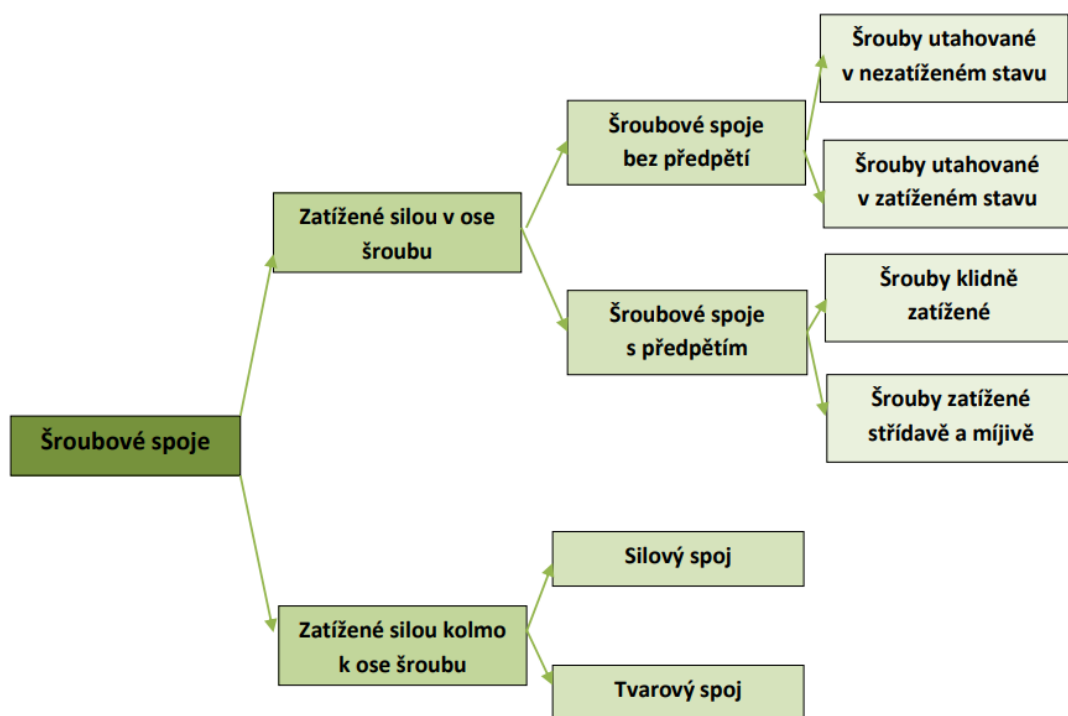 Šrouby utahované
v nezatíženém stavu
Šroubové spoje
bez předpětí
Šrouby utahované
v zatíženém stavu
Zatížené silou v ose
šroubu
Šrouby klidně
zatížené
Šroubové spoje
s předpětím
Šrouby zatížené
střídavě a míjivě
Šroubové spoje
Silový spoj
Zatížené silou kolmo
k ose šroubu
Tvarový spoj